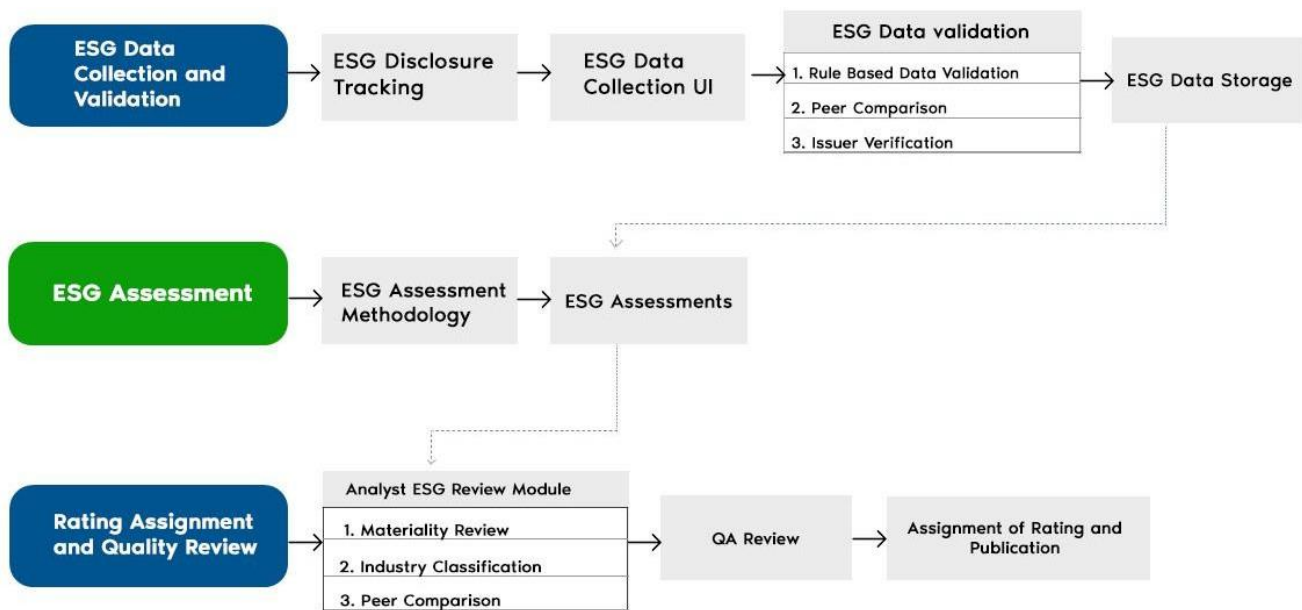 ESG Data
Collection and
Validation
ESG Disclosure
Tracking
ESG Data
Collection UI
ESG Data validation
1. Rule Based Data Validation
2. Peer Comparison
3. Issuer Verification
ESG Data Storage
ESG Assessment
ESG Assessment
Methodology
ESG Assessments
Rating Assignment
and Quality Review
Analyst ESG Review Module
1. Materiality Review
2. Industry Classification
3. Peer Comparison
QA Review
Assignment of Rating and
Publication